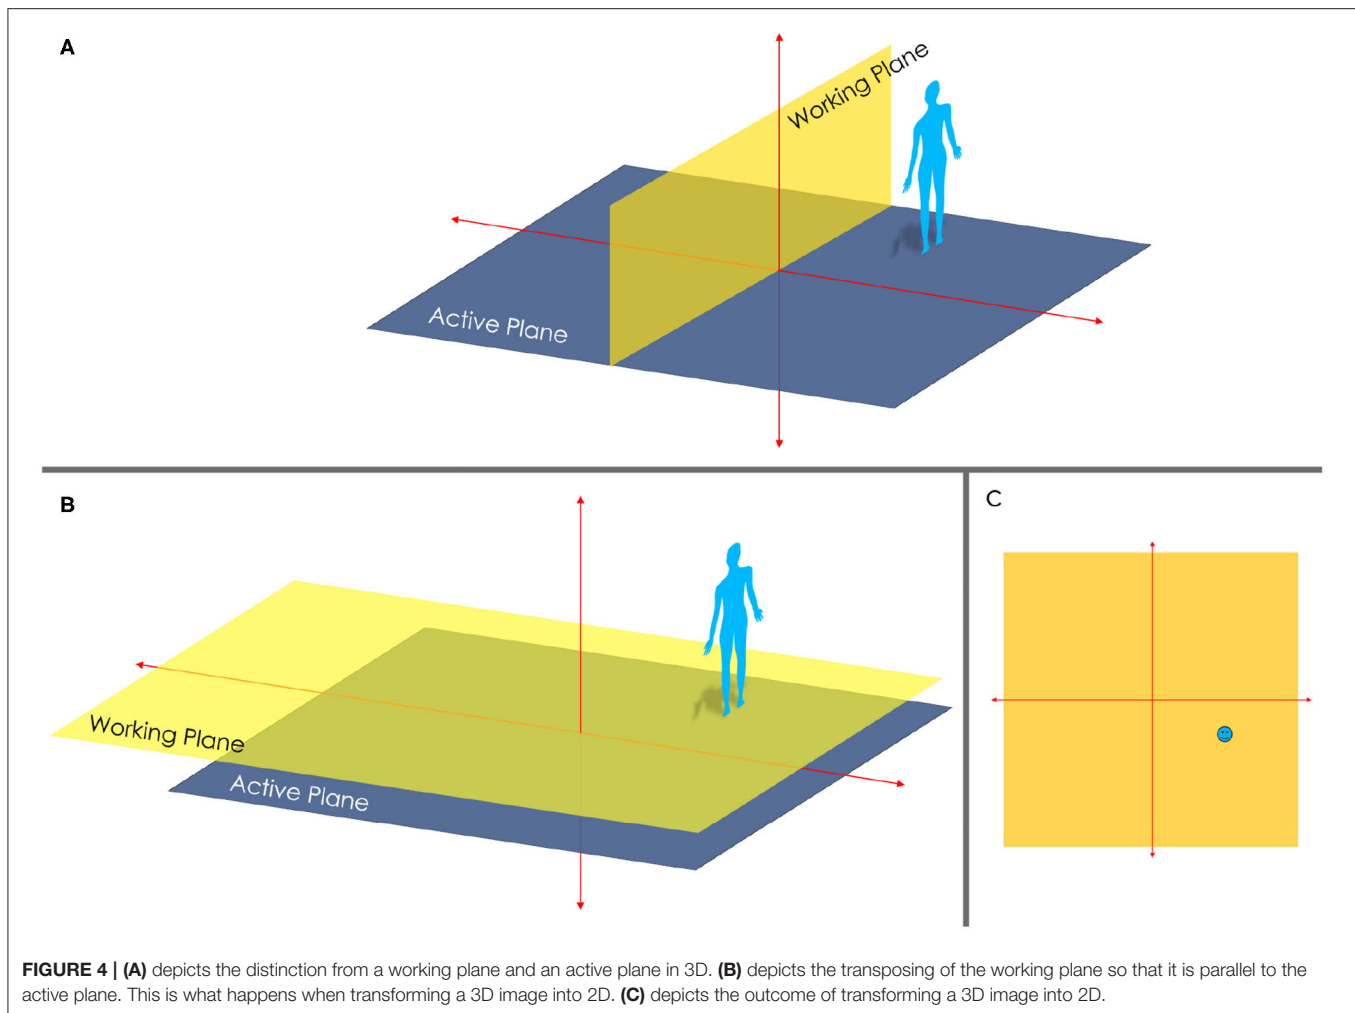 A
Working Plane
Active Plane
B
Working Plane
Active Plane
C
FIGURE 4 | (A) depicts the distinction from a working plane and an active plane in 3D. (B) depicts the transposing of the working plane so that it is parallel to the
active plane. This is what happens when transforming a 3D image into 2D. (C) depicts the outcome of transforming a 3D image into 2D.